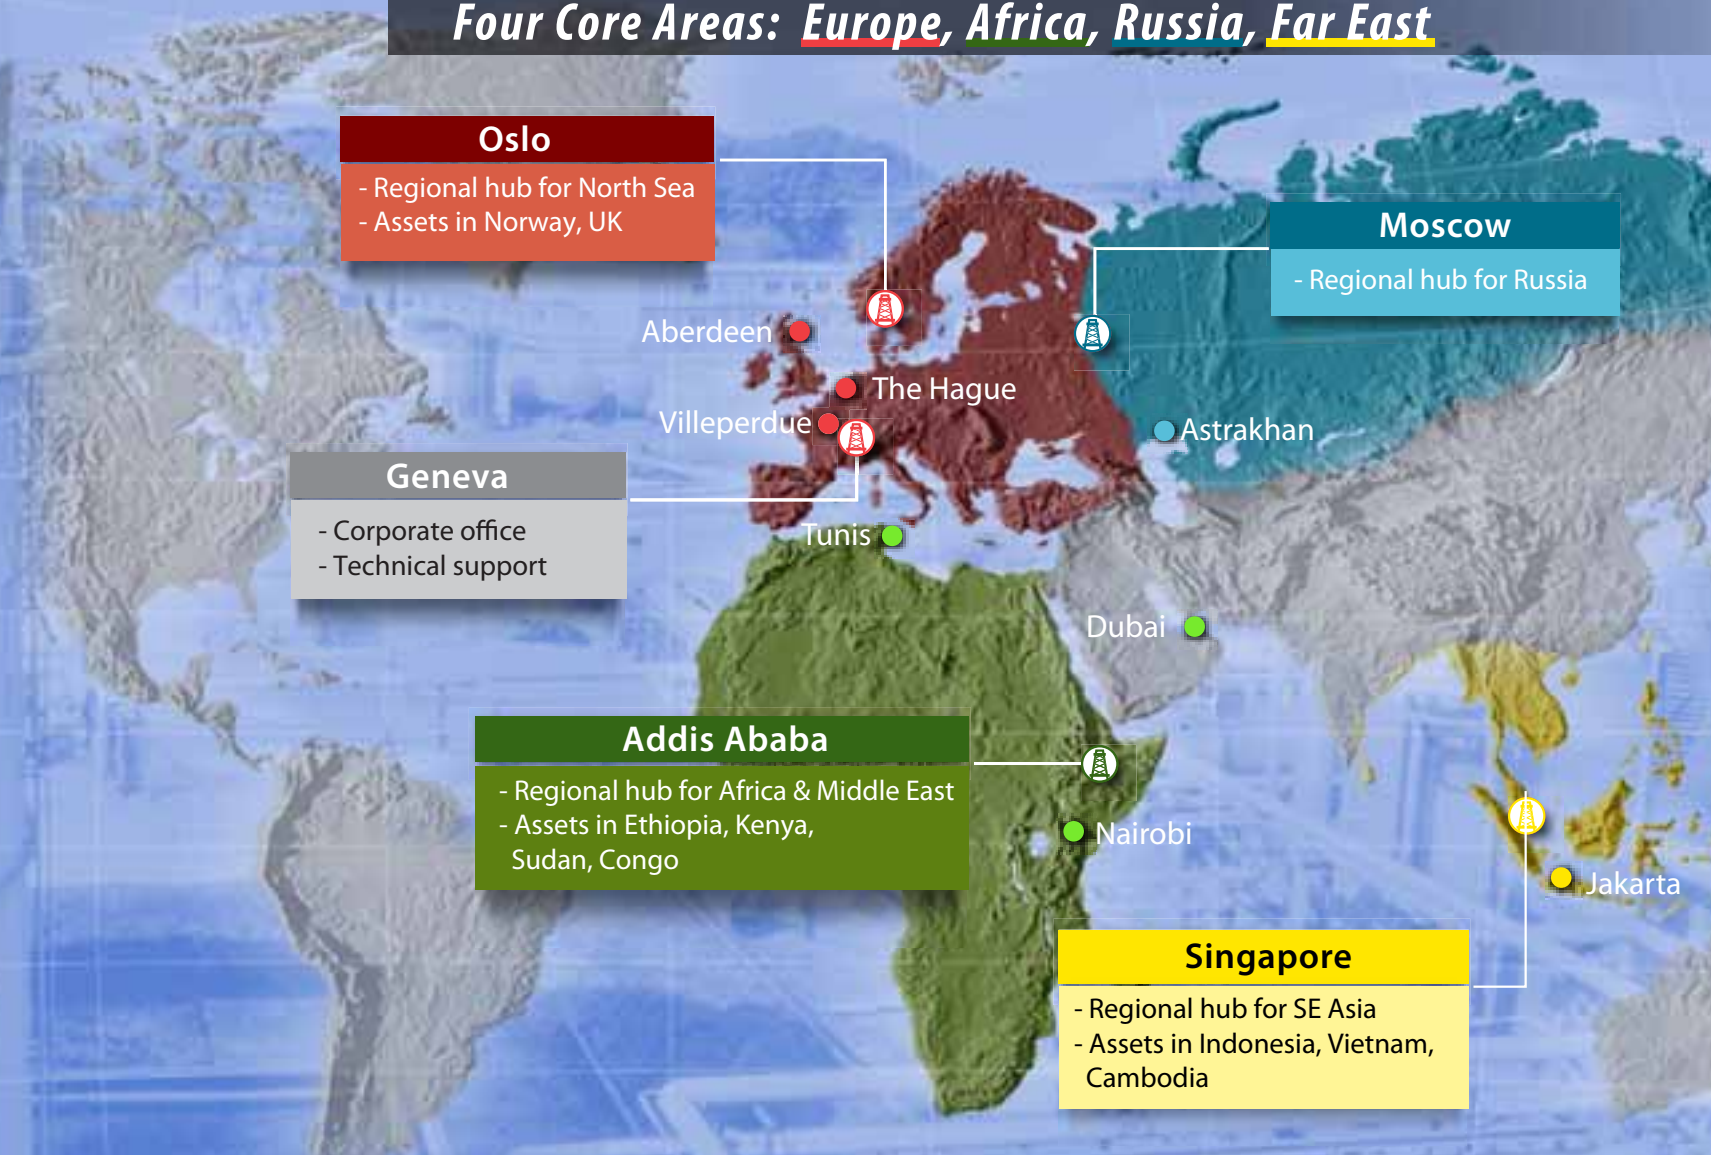 Four Core Areas: Europe, Africa, Russia, Far East
Oslo
- Regional hub for North Sea
- Assets in Norway, UK
Moscow
- Regional hub for Russia
Aberdeen
The Hague
Villeperdue
Astrakhan
Geneva
- Corporate office
- Technical support
Tunis
Dubai
Addis Ababa
- Regional hub for Africa & Middle East
- Assets in Ethiopia, Kenya,
Sudan, Congo
Nairobi
Jakarta
Singapore
- Regional hub for SE Asia
- Assets in Indonesia, Vietnam,
Cambodia